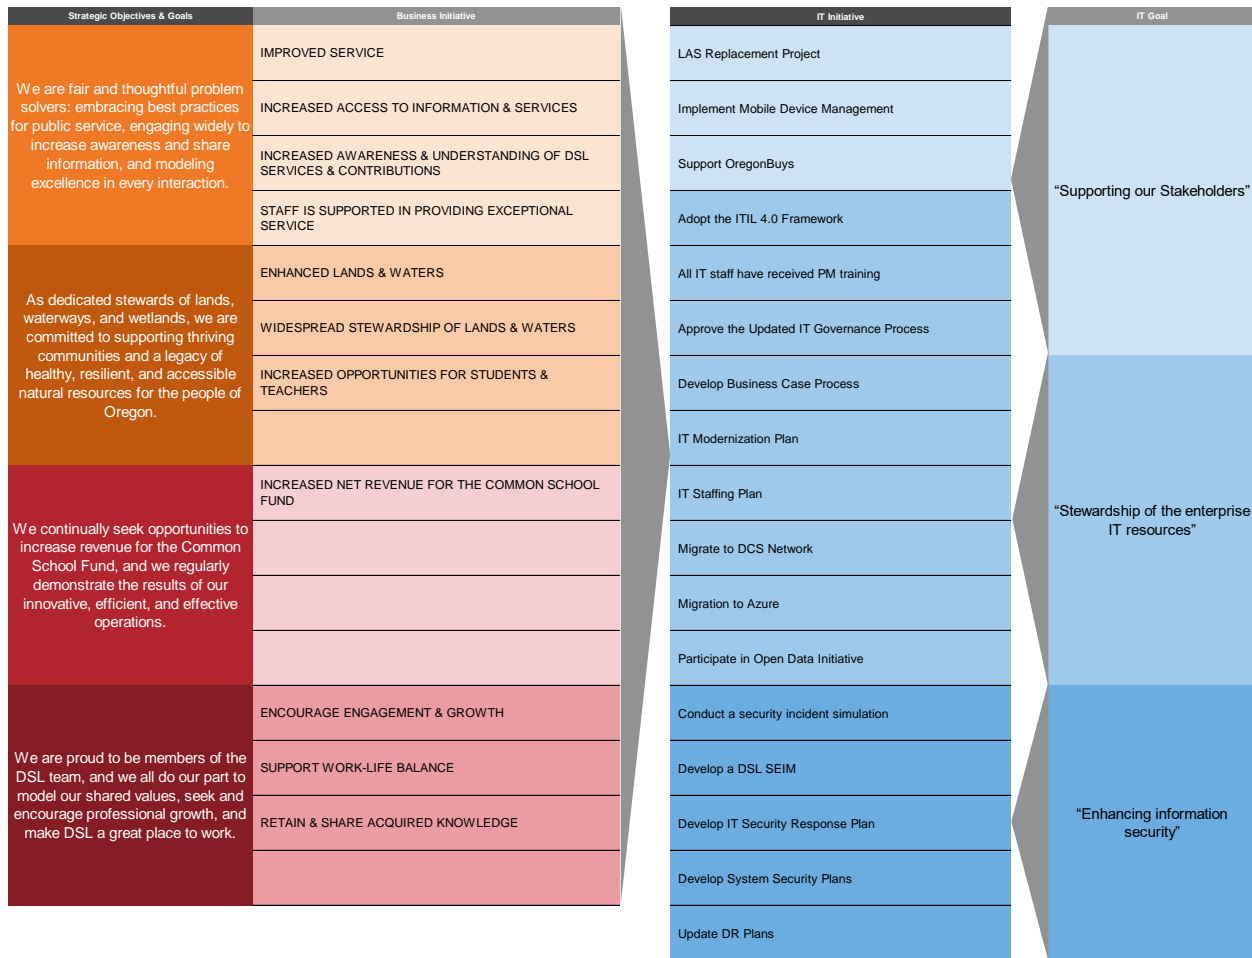 Strategic Objectives & Goals
Business Initiative
IT Initiative
IT Goal
We are fair and thoughtful problem
solvers: embracing best practices
for public service, engaging widely to
increase awareness and share
information, and modeling
excellence in every interaction.
IMPROVED SERVICE
INCREASED ACCESS TO INFORMATION & SERVICES
INCREASED AWARENESS & UNDERSTANDING OF DSL
SERVICES & CONTRIBUTIONS
STAFF IS SUPPORTED IN PROVIDING EXCEPTIONAL
SERVICE
As dedicated stewards of lands,
waterways, and wetlands, we are
committed to supporting thriving
communities and a legacy of
healthy, resilient, and accessible
natural resources for the people of
Oregon.
ENHANCED LANDS & WATERS
WIDESPREAD STEWARDSHIP OF LANDS & WATERS
INCREASED OPPORTUNITIES FOR STUDENTS &
TEACHERS
We continually seek opportunities to
increase revenue for the Common
School Fund, and we regularly
demonstrate the results of our
innovative, efficient, and effective
operations.
INCREASED NET REVENUE FOR THE COMMON SCHOOL
FUND
We are proud to be members of the
DSL team, and we all do our part to
model our shared values, seek and
encourage professional growth, and
make DSL a great place to work.
ENCOURAGE ENGAGEMENT & GROWTH
SUPPORT WORK-LIFE BALANCE
RETAIN & SHARE ACQUIRED KNOWLEDGE
LAS Replacement Project
Implement Mobile Device Management
Support OregonBuys
Adopt the ITIL 4.0 Framework
All IT staff have received PM training
Approve the Updated IT Governance Process
Develop Business Case Process
IT Modernization Plan
IT Staffing Plan
Migrate to DCS Network
Migration to Azure
Participate in Open Data Initiative
Conduct a security incident simulation
Develop a DSL SEIM
Develop IT Security Response Plan
Develop System Security Plans
Update DR Plans
“Supporting our Stakeholders”
“Stewardship of the enterprise
IT resources”
“Enhancing information
security”